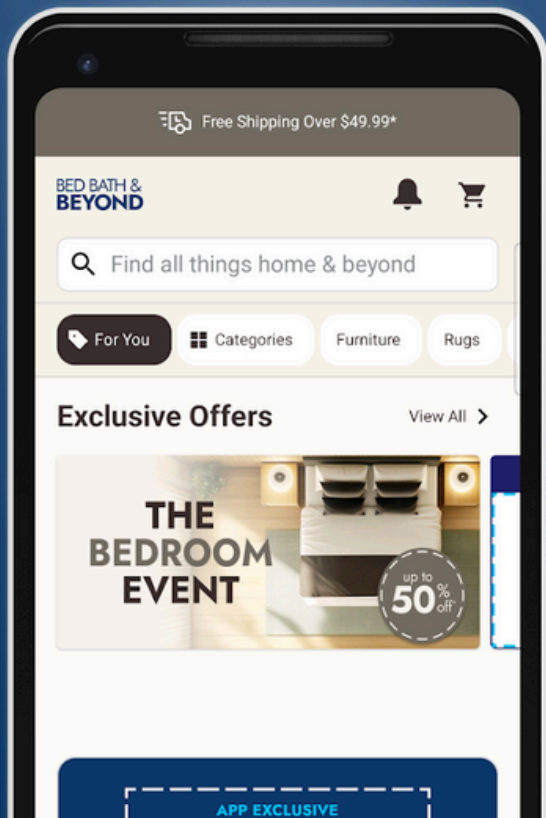 Free Shipping Over $49.99*
BED BATH &
BEYOND
Find all things home & beyond
For You
Categories
Furniture
Rugs
Exclusive Offers
View All
THE
BEDROOM
EVENT
up to
50% off*
APP EXCLUSIVE